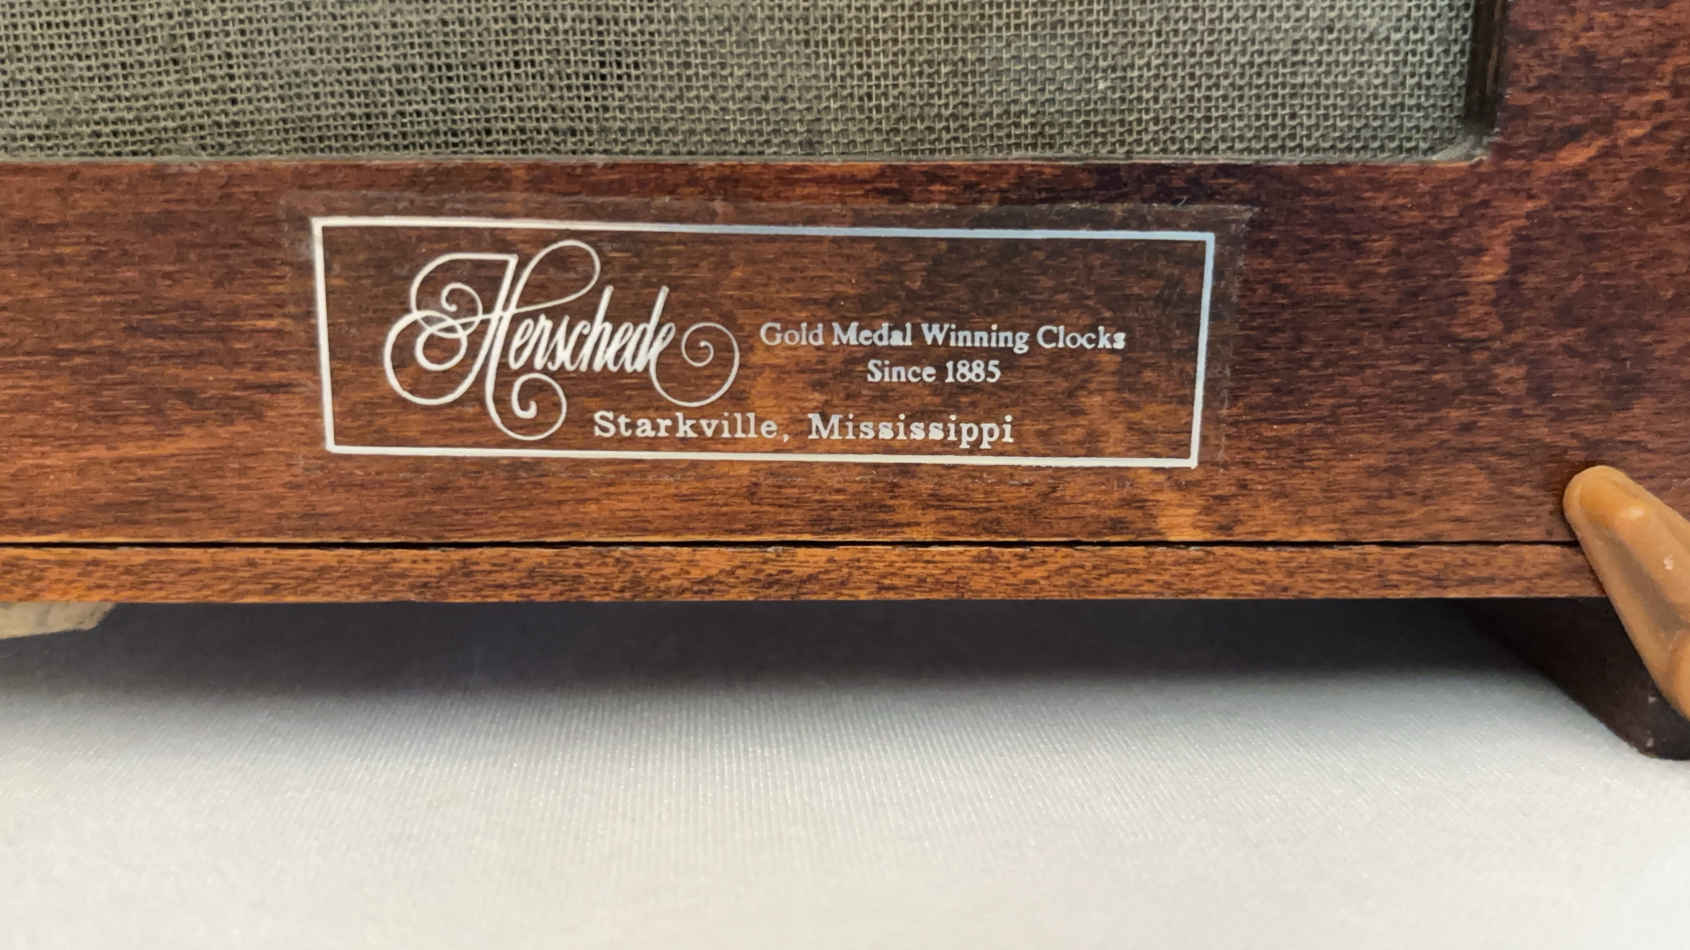 Herschede
Gold Medal Winning Clocks
Since 1885
Starkville, Mississippi